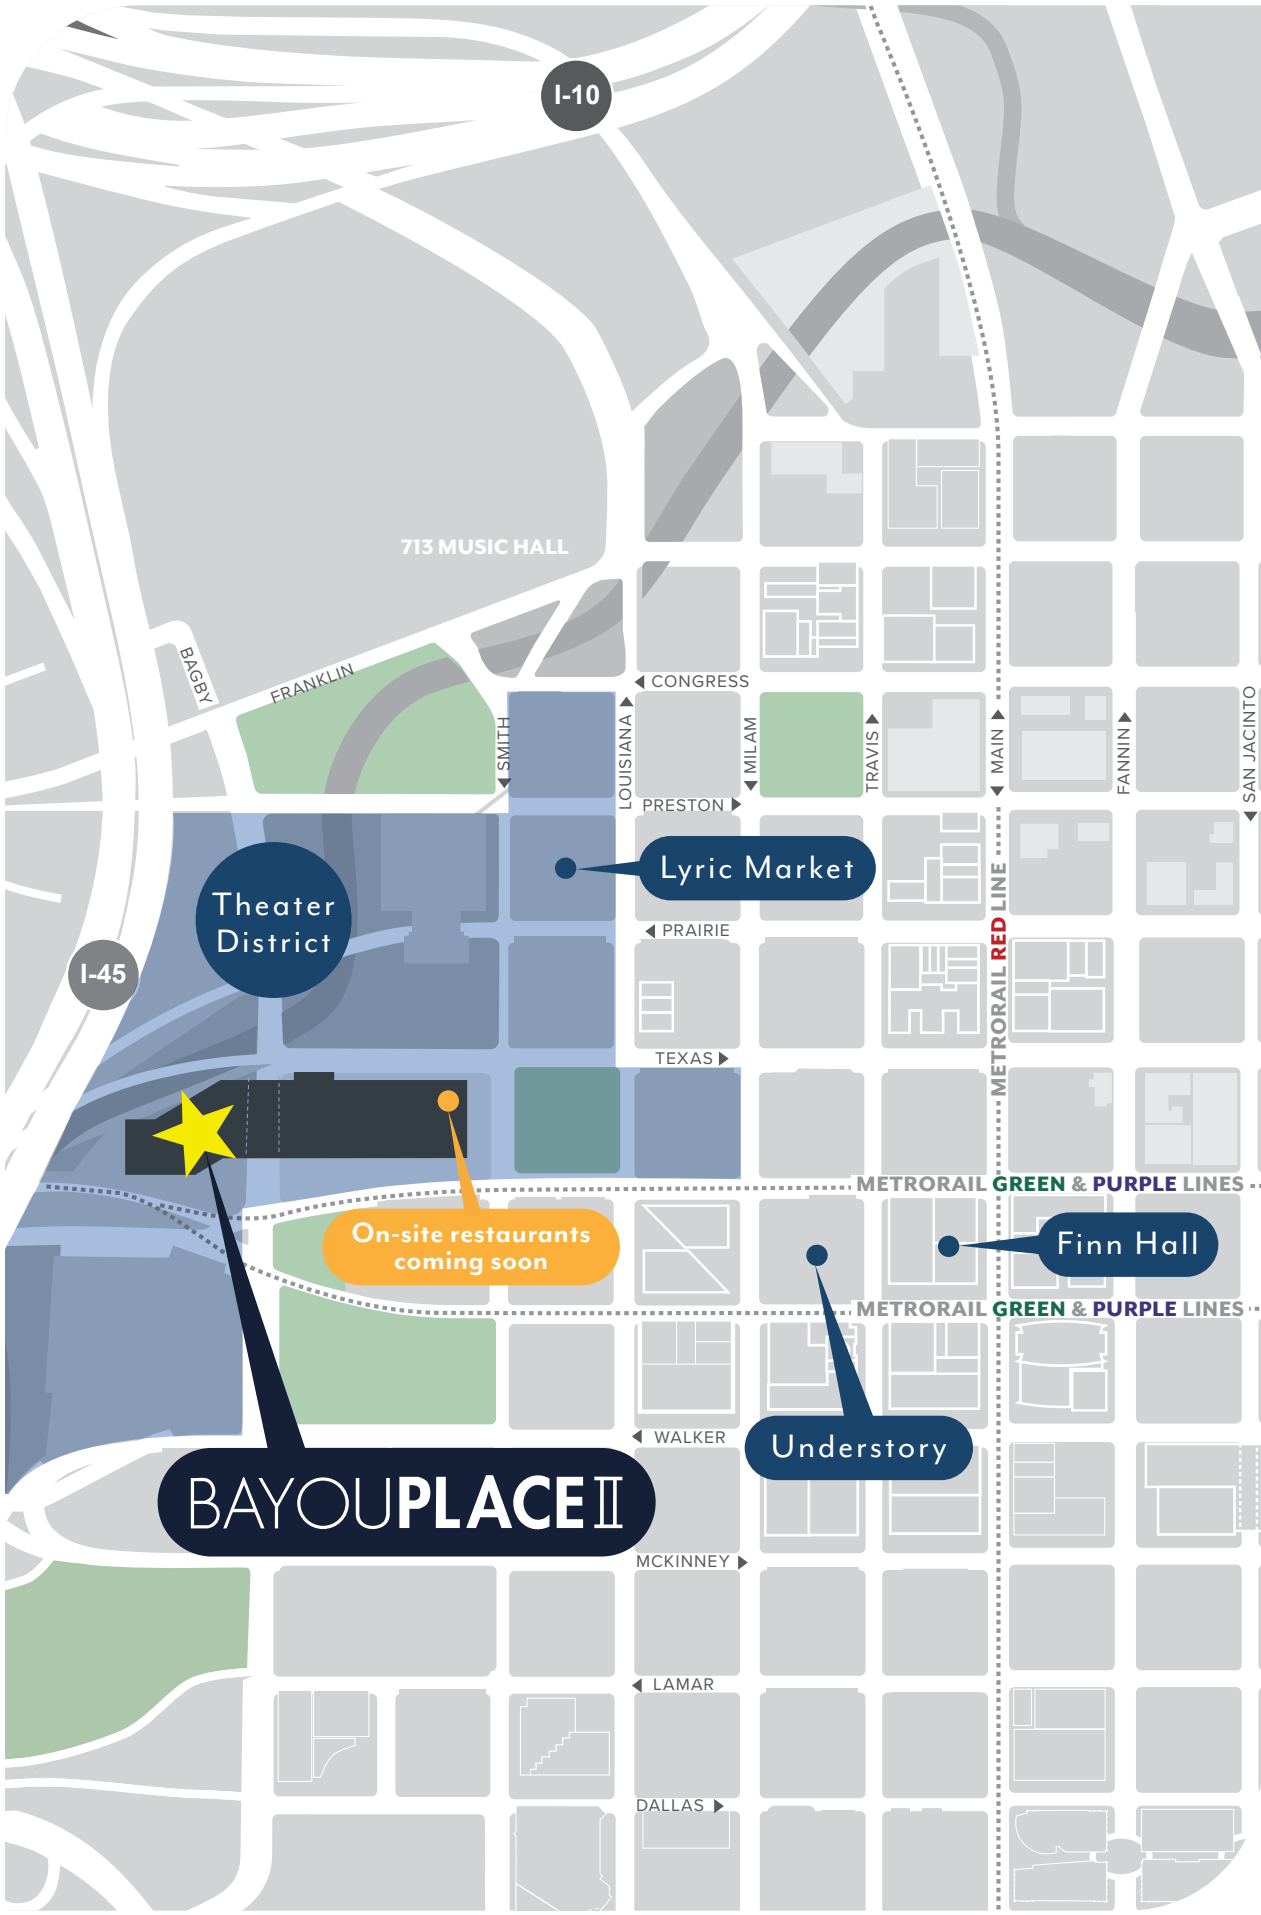 I-10
713 MUSIC HALL
BAGBY
FRANKLIN
CONGRESS
SMITH
LOUISIANA
MILAM
TRAVIS
MAIN
FANNIN
SAN JACINTO
PRESTON
Lyric Market
Theater
District
PRAIRIE
METRORAIL RED LINE
I-45
TEXAS
METRORAIL GREEN & PURPLE LINES
On-site restaurants
coming soon
Finn Hall
METRORAIL GREEN & PURPLE LINES
WALKER
Understory
BAYOUPLACE II
MCKINNEY
LAMAR
DALLAS